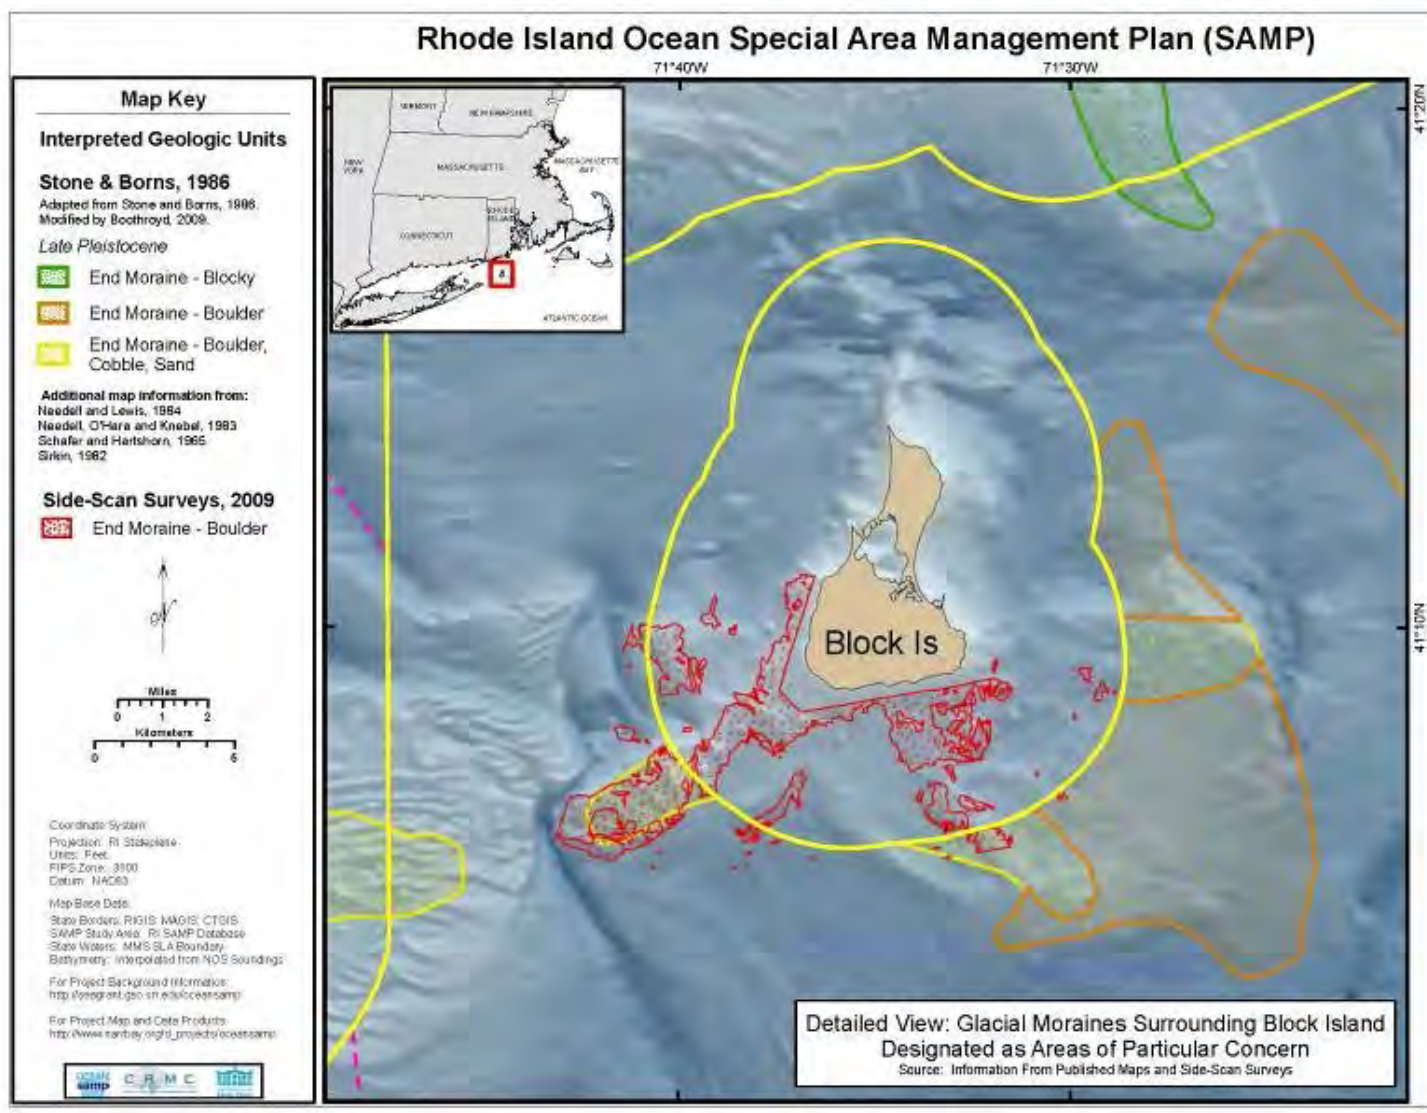 Rhode Island Ocean Special Area Management Plan (SAMP)
71°40'W
71°30'W
41°20'N
41°10'N
Map Key
Interpreted Geologic Units
Stone & Borns, 1986
Adapted from Stone and Borns, 1986.
Modified by Boothroyd, 2009.
Late Pleistocene
End Moraine - Blocky
End Moraine - Boulder
End Moraine - Boulder,
Cobble, Sand
Additional map information from:
Needell and Lewis, 1984
Needell, O'Hara and Knebel, 1983
Schafer and Hartshorn, 1965
Sirkin, 1982
Side-Scan Surveys, 2009
End Moraine - Boulder
Miles
0 1 2
Kilometers
0
Coordinate System:
Projection: RI Stateplane
Units: Feet
FIPS Zone: 3800
Datum: NAD83
Map Base Data:
State Borders: RIGIS; MAGIS; CTGIS
SAMP Study Area: RI SAMP Database
State Waters: MMS SLA Boundary
Bathymetry: Interpolated from NOS Soundings
For Project Background Information:
For Project Map and Data Products:
OCEAN
SAMP
C R M C
VERMONT
NEW HAMPSHIRE
NEW
YORK
MASSACHUSETTS
MASSACHUSETTS
BAY
RHODE
ISLAND
CONNECTICUT
ATLANTIC OCEAN
Block Is
Detailed View: Glacial Moraines Surrounding Block Island
Designated as Areas of Particular Concern
Source: Information From Published Maps and Side-Scan Surveys